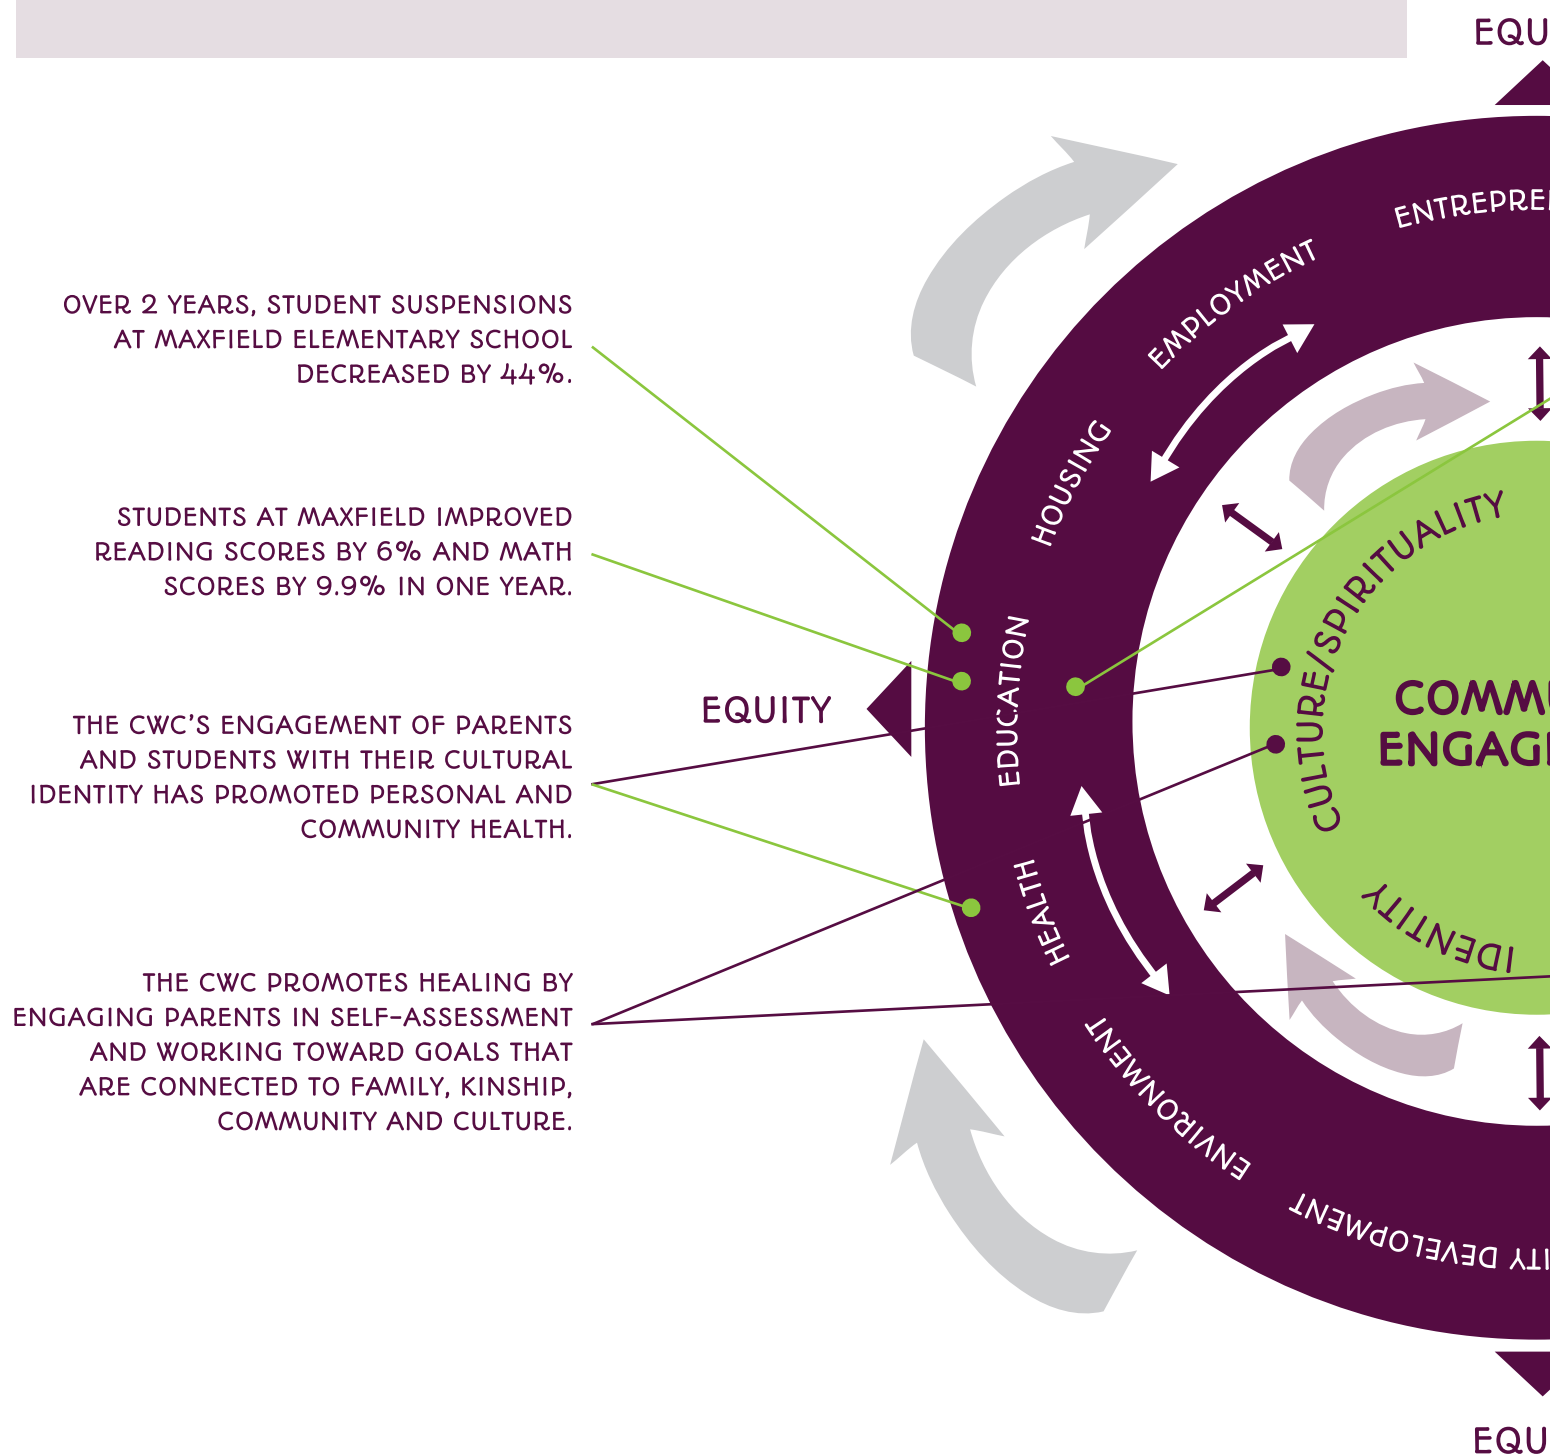 EQU
ENTREPRE
EMPLOYMENT
HOUSING
EDUCATION
HEALTH
ENVIRONMENT
ITY DEVELOPMENT
OVER 2 YEARS, STUDENT SUSPENSIONS
AT MAXFIELD ELEMENTARY SCHOOL
DECREASED BY 44%.
STUDENTS AT MAXFIELD IMPROVED
READING SCORES BY 6% AND MATH
SCORES BY 9.9% IN ONE YEAR.
EQUITY
THE CWC'S ENGAGEMENT OF PARENTS
AND STUDENTS WITH THEIR CULTURAL
IDENTITY HAS PROMOTED PERSONAL AND
COMMUNITY HEALTH.
THE CWC PROMOTES HEALING BY
ENGAGING PARENTS IN SELF-ASSESSMENT
AND WORKING TOWARD GOALS THAT
ARE CONNECTED TO FAMILY, KINSHIP,
COMMUNITY AND CULTURE.
CULTURE/SPIRITUALITY
COMMU
ENGAG
IDENTITY
EQU